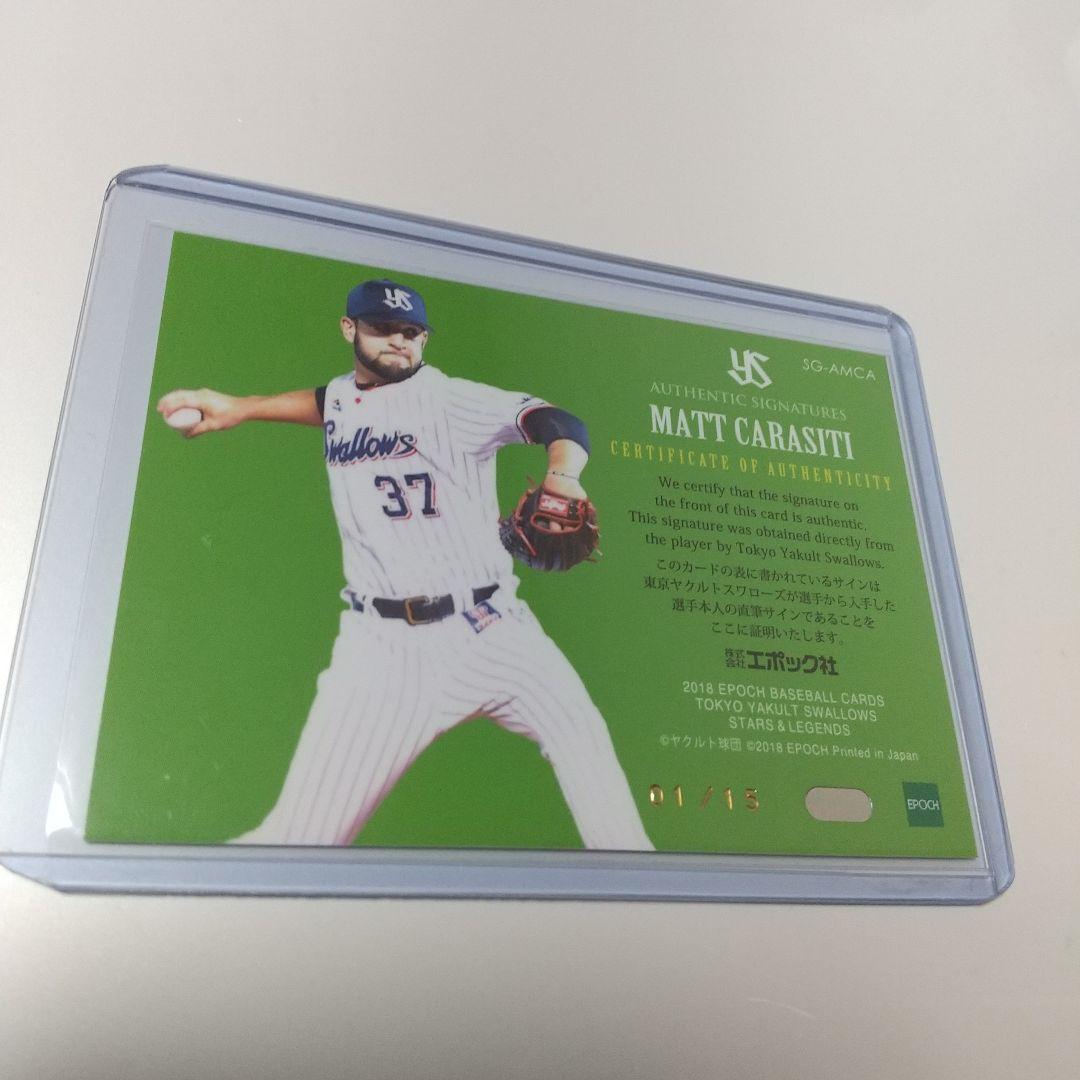 YS
Swallows
37
YS
SG-AMCA
AUTHENTIC SIGNATURES
MATT CARASITI
CERTIFICATE OF AUTHENTICITY
We certify that the signature on
the front of this card is authentic.
This signature was obtained directly from
the player by Tokyo Yakult Swallows.
このカードの表に書かれているサインは
東京ヤクルトスワローズが選手から入手した
選手本人の直筆サインであることを
ここに証明いたします。
株式会社エポック社
2018 EPOCH BASEBALL CARDS
TOKYO YAKULT SWALLOWS
STARS & LEGENDS
©ヤクルト球団 ©2018 EPOCH Printed in Japan
01/15
EPOCH